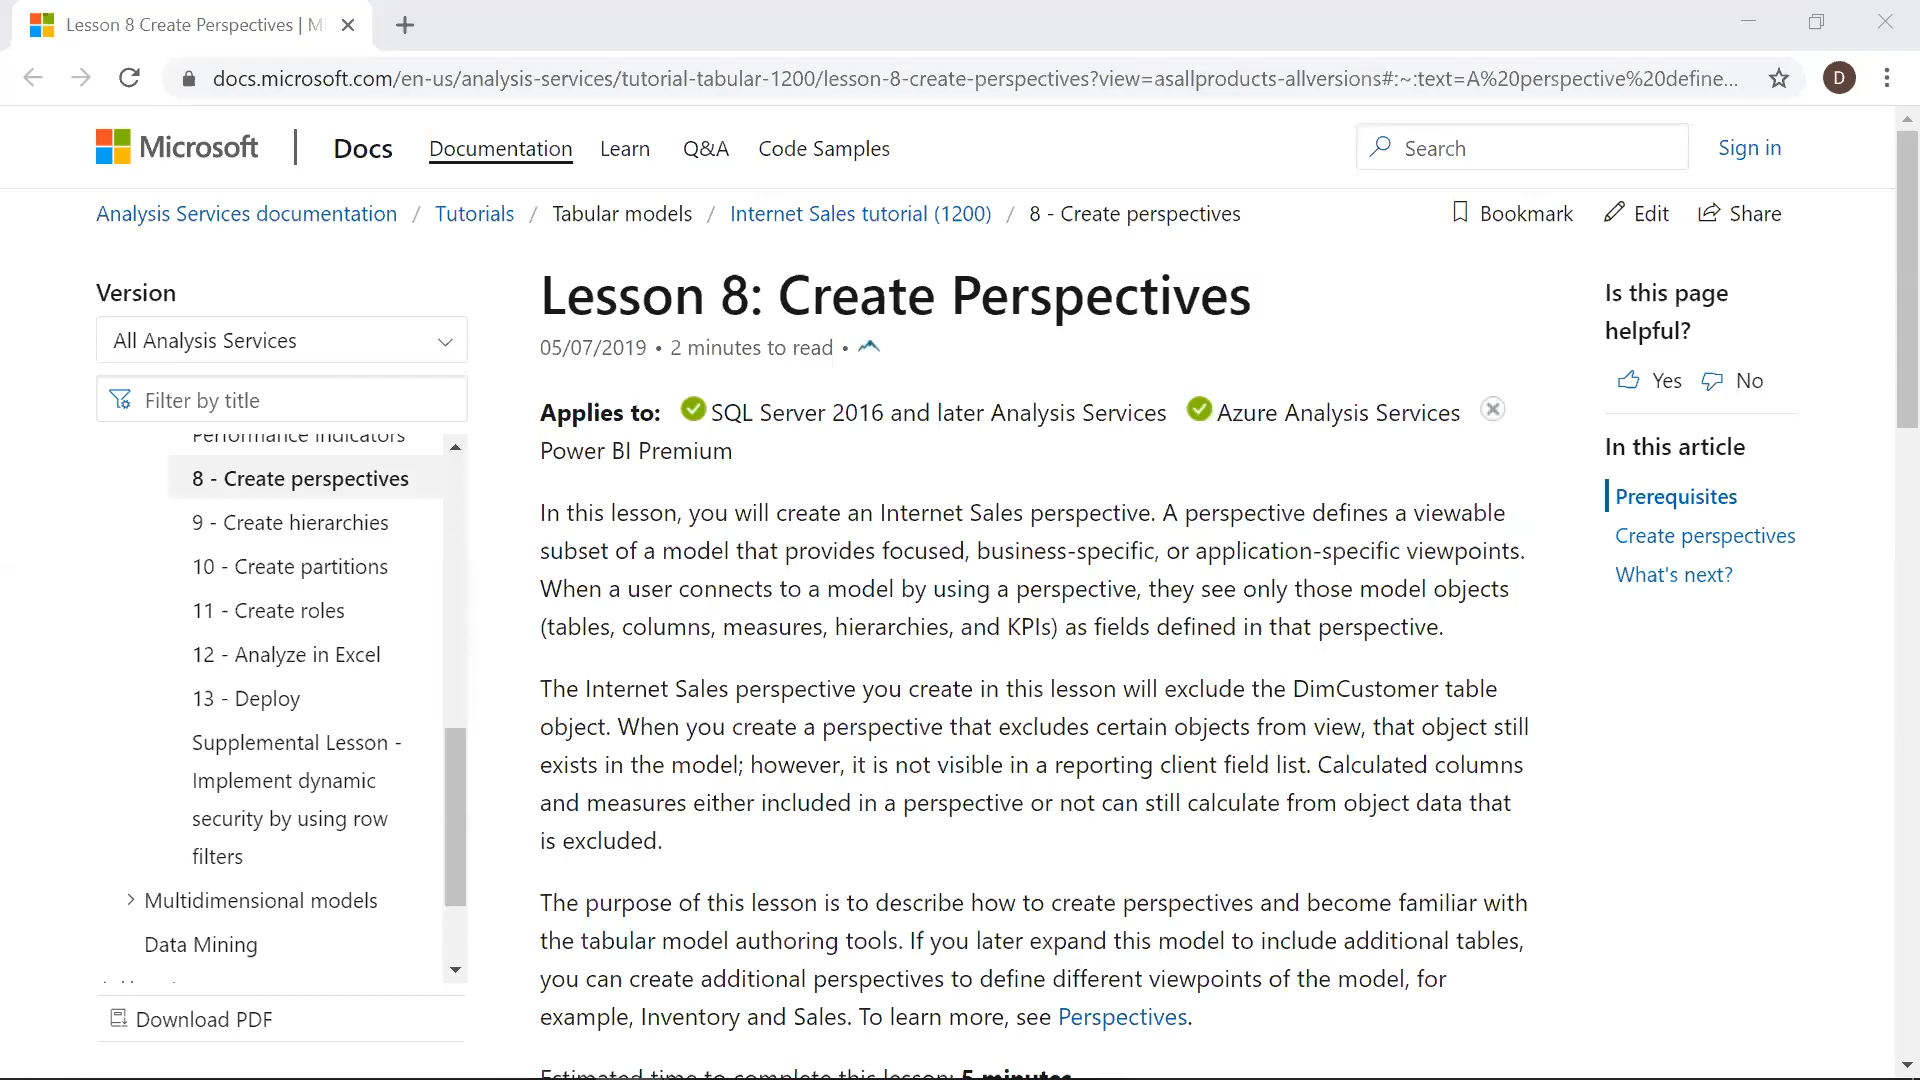 Lesson 8 Create Perspectives | M
docs.microsoft.com/en-us/analysis-services/tutorial-tabular-1200/lesson-8-create-perspectives?view=asallproducts-allversions#:~:text=A%20perspective%20define...
D
Microsoft
Docs
Documentation
Learn
Q&A
Code Samples
Search
Sign in
Analysis Services documentation / Tutorials / Tabular models / Internet Sales tutorial (1200) / 8 - Create perspectives
Bookmark
Edit
Share
Version
All Analysis Services
Filter by title
Performance Indicators
8 - Create perspectives
9 - Create hierarchies
10 - Create partitions
11 - Create roles
12 - Analyze in Excel
13 - Deploy
Supplemental Lesson -
Implement dynamic
security by using row
filters
Multidimensional models
Data Mining
Download PDF
Lesson 8: Create Perspectives
05/07/2019 • 2 minutes to read •
Applies to: SQL Server 2016 and later Analysis Services Azure Analysis Services
Power BI Premium
In this lesson, you will create an Internet Sales perspective. A perspective defines a viewable
subset of a model that provides focused, business-specific, or application-specific viewpoints.
When a user connects to a model by using a perspective, they see only those model objects
(tables, columns, measures, hierarchies, and KPIs) as fields defined in that perspective.
The Internet Sales perspective you create in this lesson will exclude the DimCustomer table
object. When you create a perspective that excludes certain objects from view, that object still
exists in the model; however, it is not visible in a reporting client field list. Calculated columns
and measures either included in a perspective or not can still calculate from object data that
is excluded.
The purpose of this lesson is to describe how to create perspectives and become familiar with
the tabular model authoring tools. If you later expand this model to include additional tables,
you can create additional perspectives to define different viewpoints of the model, for
example, Inventory and Sales. To learn more, see Perspectives.
Estimated time to complete this lesson: 5 minutes
Is this page
helpful?
Yes
No
In this article
Prerequisites
Create perspectives
What's next?